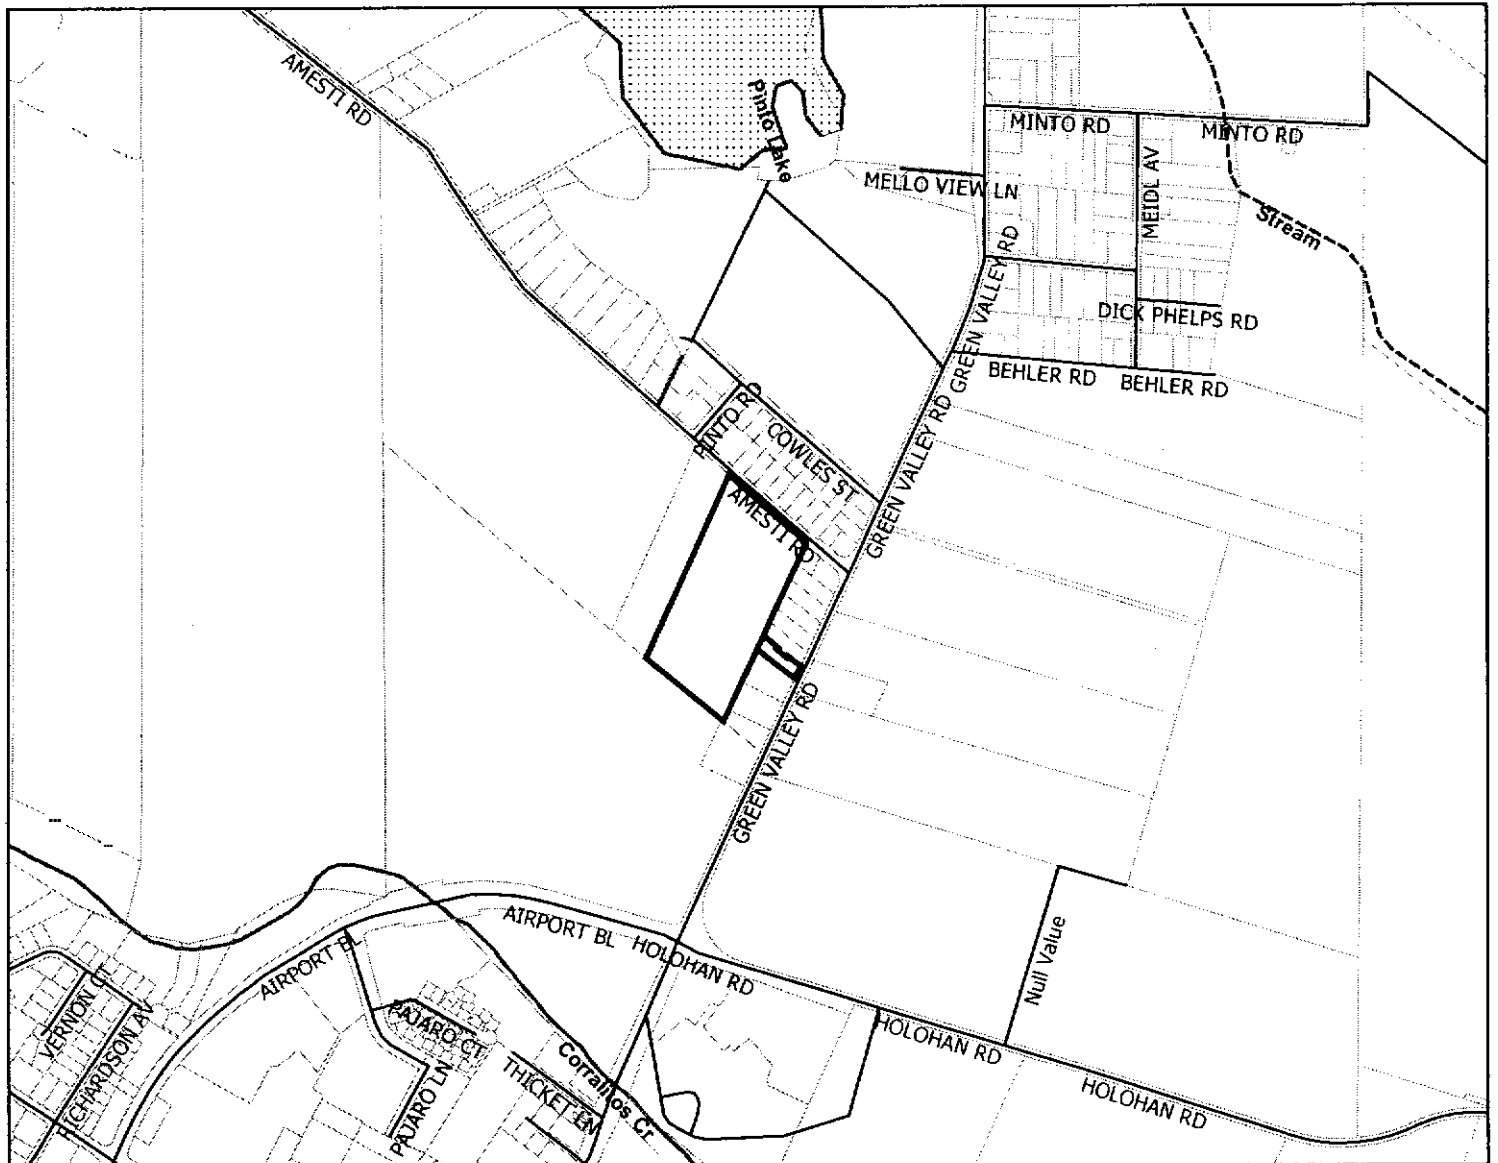 AMESTI RD
Pinto Lake
MINTO RD
MINTO RD
MELLO VIEW LN
MEIDL AV
Stream
GREEN VALLEY RD
DICK PHELPS RD
BEHLER RD
BEHLER RD
PINTO RD
COWLES ST
GREEN VALLEY RD
AMESTI RD
GREEN VALLEY RD
AIRPORT BL
HOLOHAN RD
AIRPORT BL
Null Value
VERNON CT
RICHARDSON AV
PAJARO CT
PAJARO LN
THICKET LN
Corralitos Cr
HOLOHAN RD
HOLOHAN RD